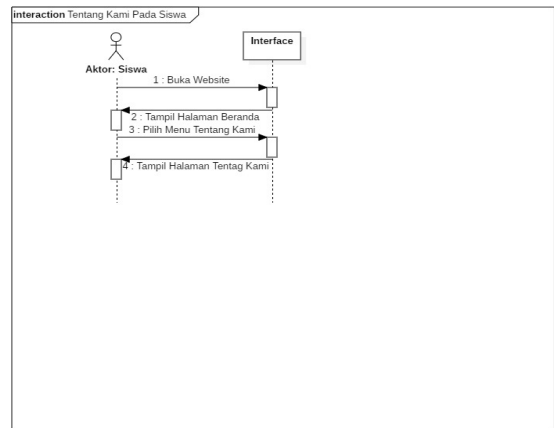 interaction Tentang Kami Pada Siswa
Interface
Aktor: Siswa
1 : Buka Website
2 : Tampil Halaman Beranda
3 : Pilih Menu Tentang Kami
4 : Tampil Halaman Tentag Kami